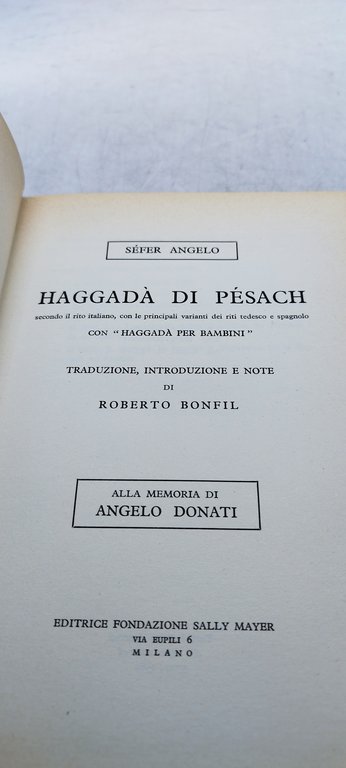 SÉFER ANGELO
HAGGADÀ DI PÉSACH
secondo il rito italiano, con le principali varianti dei riti tedesco e spagnolo
CON “HAGGADÀ PER BAMBINI”
TRADUZIONE, INTRODUZIONE E NOTE
DI
ROBERTO BONFIL
ALLA MEMORIA DI
ANGELO DONATI
EDITRICE FONDAZIONE SALLY MAYER
VIA EUPILI 6
MILANO